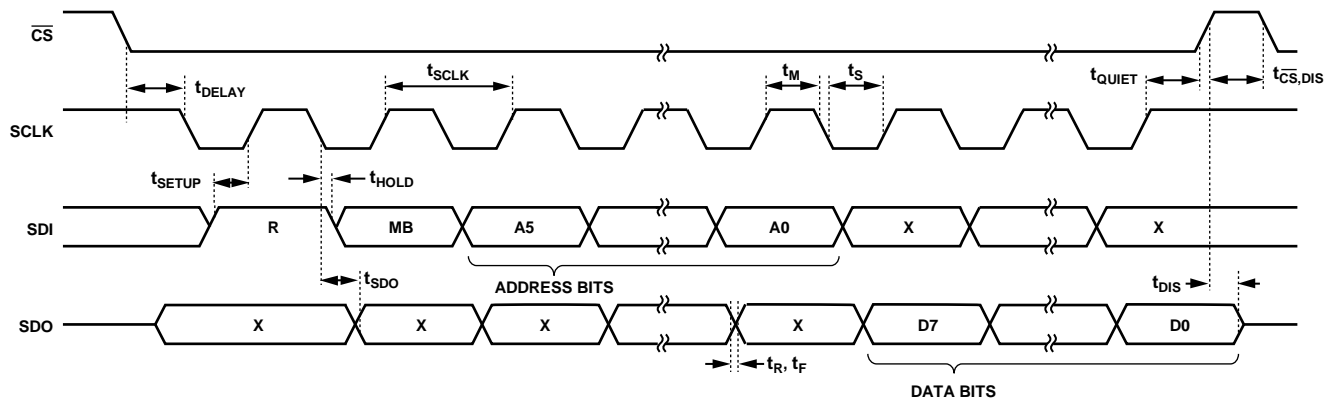 CS
tDELAY
tSCLK
tM
tS
tQUIET
tCS,DIS
SCLK
tSETUP
tHOLD
SDI
R
MB
A5
A0
X
X
tSDO
ADDRESS BITS
tDIS
SDO
X
X
X
X
D7
D0
tR, tF
DATA BITS